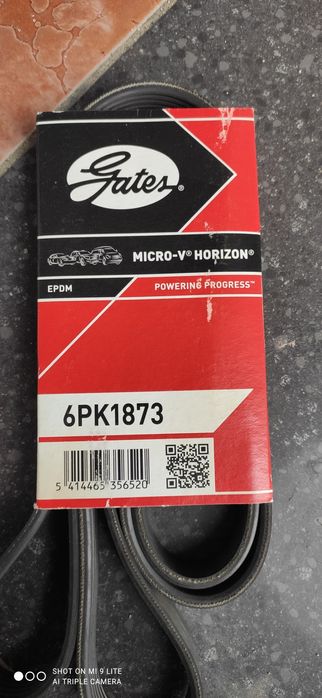 Gates®
MICRO-V® HORIZON®
EPDM
POWERING PROGRESS™
6PK1873
5 414465 356520
SHOT ON MI 9 LITE
AI TRIPLE CAMERA